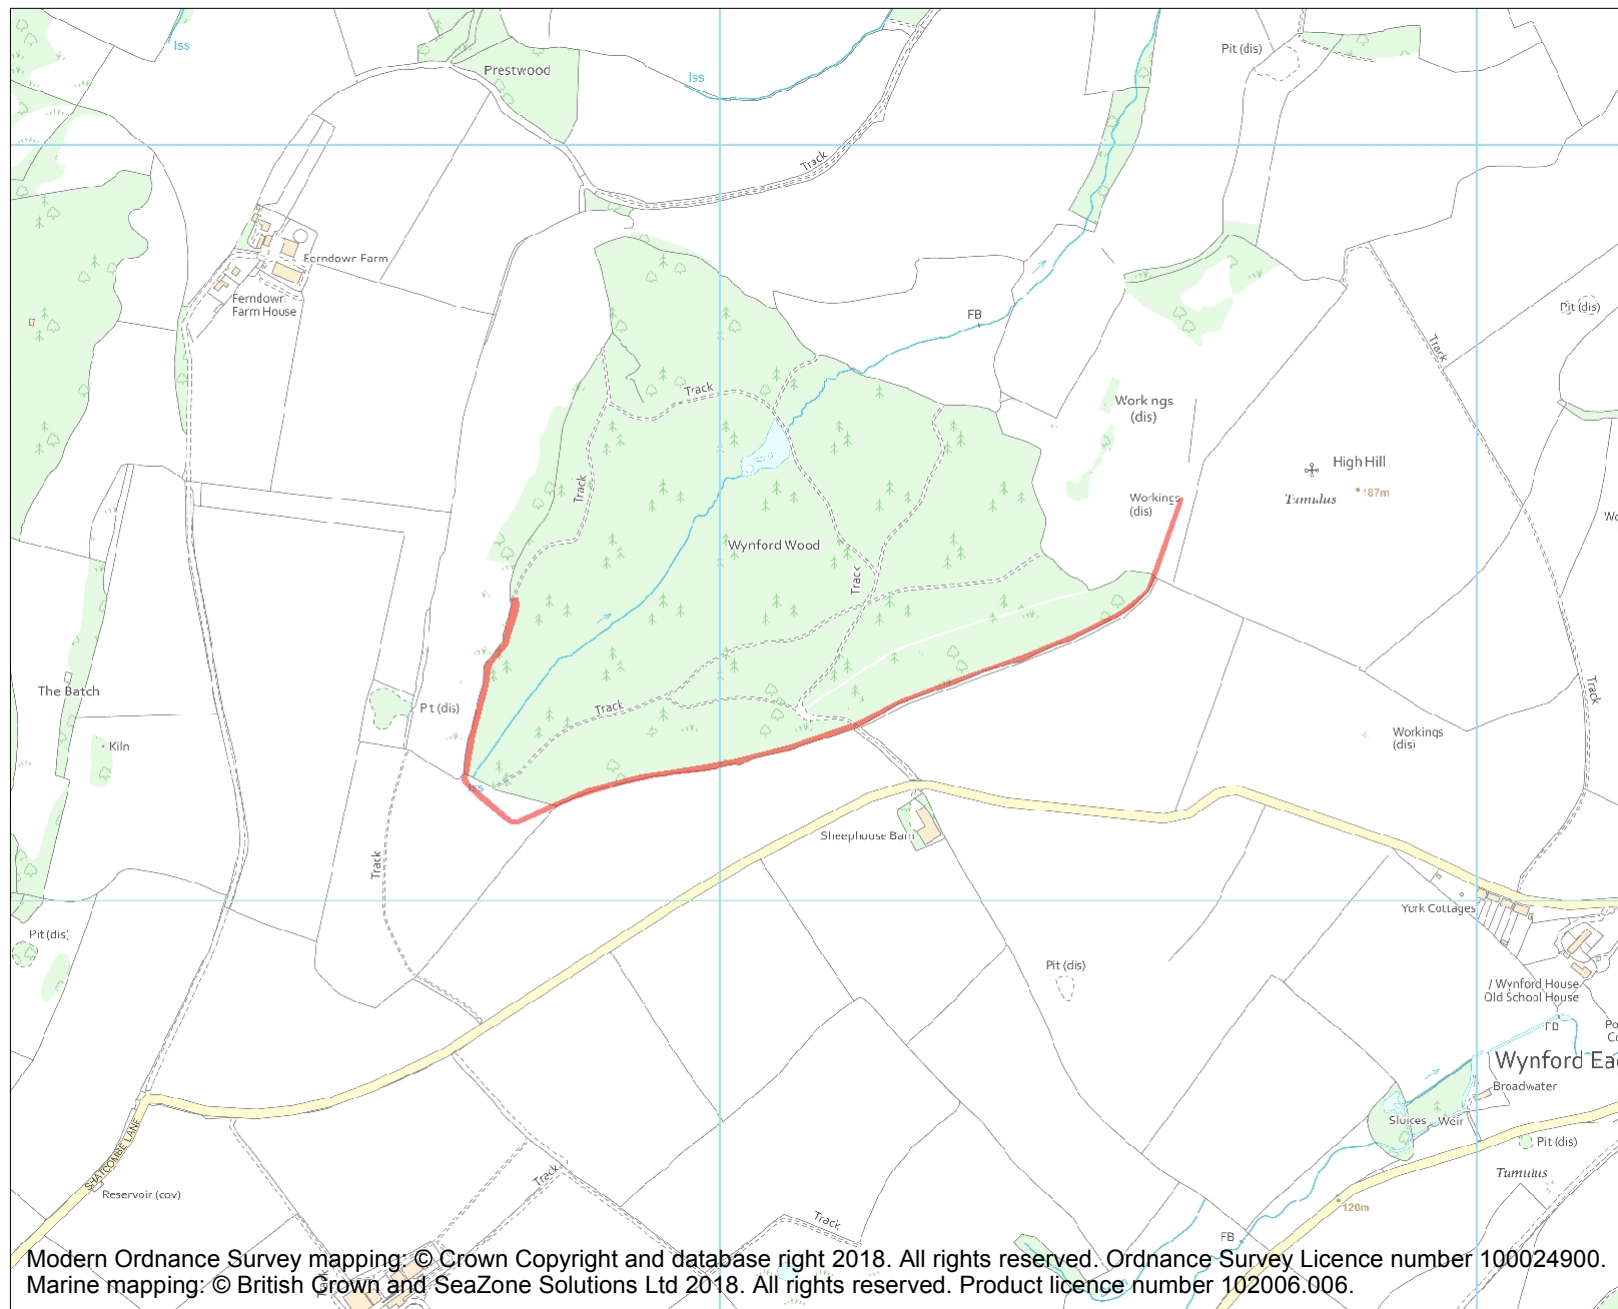 Iss
Prestwood
Iss
Pit (dis)
Track
Ferndown Farm
Ferndown
Farm House
FB
Pit (dis)
Track
Track
Workings
(dis)
High Hill
Tumulus
187m
Track
Workings
(dis)
Wynford Wood
Track
The Batch
Pit (dis)
Track
Track
Kiln
Workings
(dis)
Iss
Sheephouse Barn
Track
York Cottages
Pit (dis)
Pit (dis)
Wynford House
Old School House
FB
Wynford Ea
Broadwater
Sluices
Weir
Pit (dis)
SHATCOMBE LANE
Tumulus
Track
Reservoir (cov)
120m
Track
FB
Modern Ordnance Survey mapping: © Crown Copyright and database right 2018. All rights reserved. Ordnance Survey Licence number 100024900.
Marine mapping: © British Crown and SeaZone Solutions Ltd 2018. All rights reserved. Product licence number 102006.006.